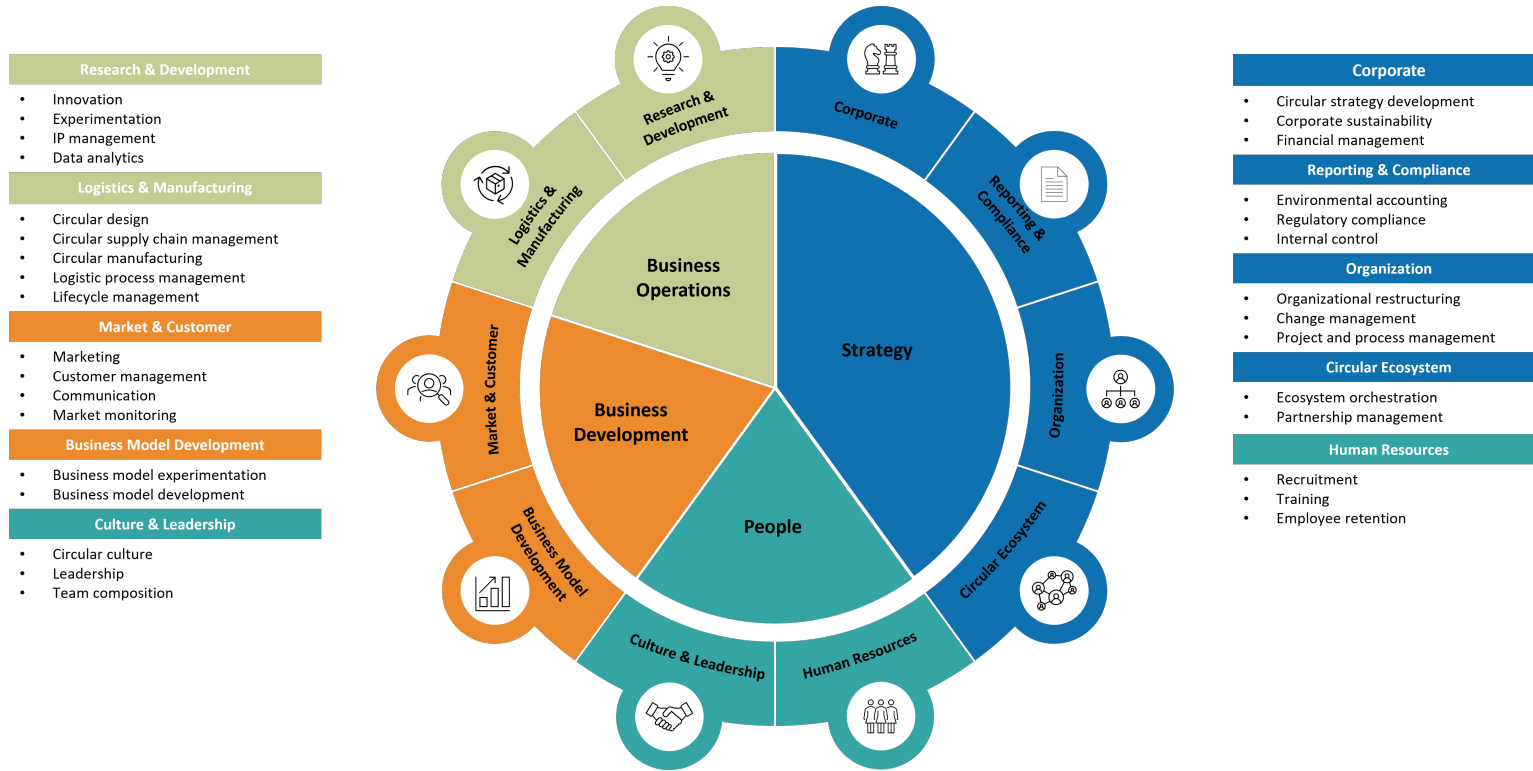 Research & Development
• Innovation
• Experimentation
• IP management
• Data analytics
Logistics & Manufacturing
• Circular design
• Circular supply chain management
• Circular manufacturing
• Logistic process management
• Lifecycle management
Market & Customer
• Marketing
• Customer management
• Communication
• Market monitoring
Business Model Development
• Business model experimentation
• Business model development
Culture & Leadership
• Circular culture
• Leadership
• Team composition
Research &
Development
Corporate
Logistics &
Manufacturing
Reporting &
Compliance
Business
Operations
Strategy
Market & Customer
Organization
Business
Development
People
Business Model
Development
Circular Ecosystem
Culture & Leadership
Human Resources
Corporate
• Circular strategy development
• Corporate sustainability
• Financial management
Reporting & Compliance
• Environmental accounting
• Regulatory compliance
• Internal control
Organization
• Organizational restructuring
• Change management
• Project and process management
Circular Ecosystem
• Ecosystem orchestration
• Partnership management
Human Resources
• Recruitment
• Training
• Employee retention